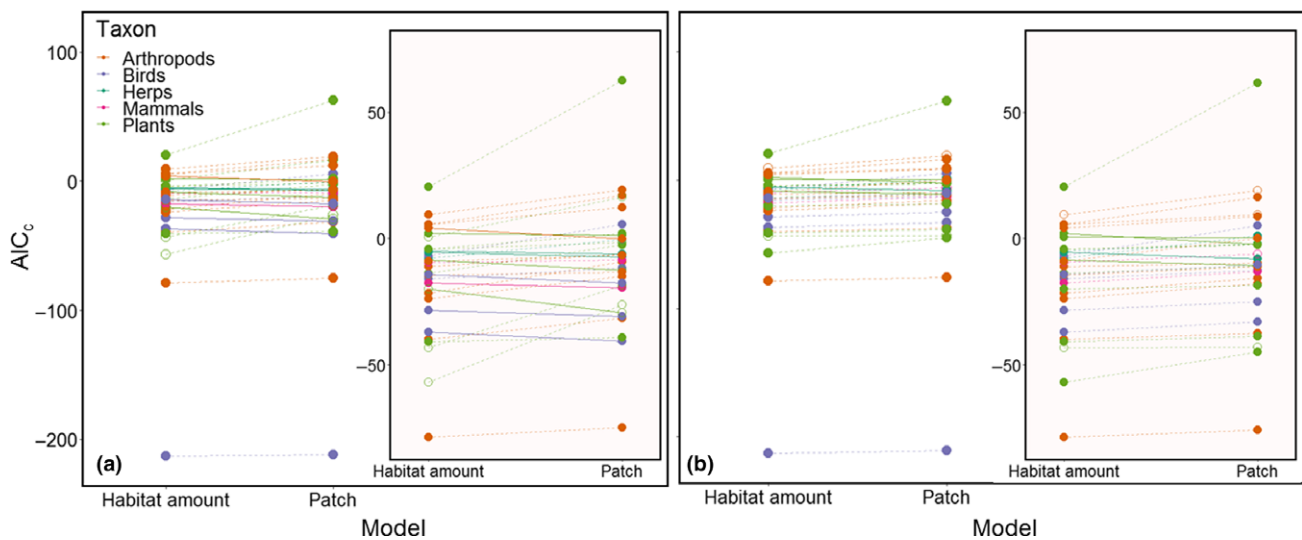 Taxon
Arthropods
Birds
Herps
Mammals
Plants
100
0
−100
−200
AICc
50
0
−50
Habitat amount
Patch
(a)
Habitat amount
Patch
Model
50
0
−50
Habitat amount
Patch
(b)
Habitat amount
Patch
Model